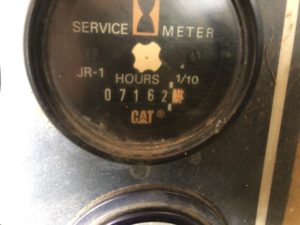 SERVICE METER
JR-1 HOURS 1/10
07162
CAT®